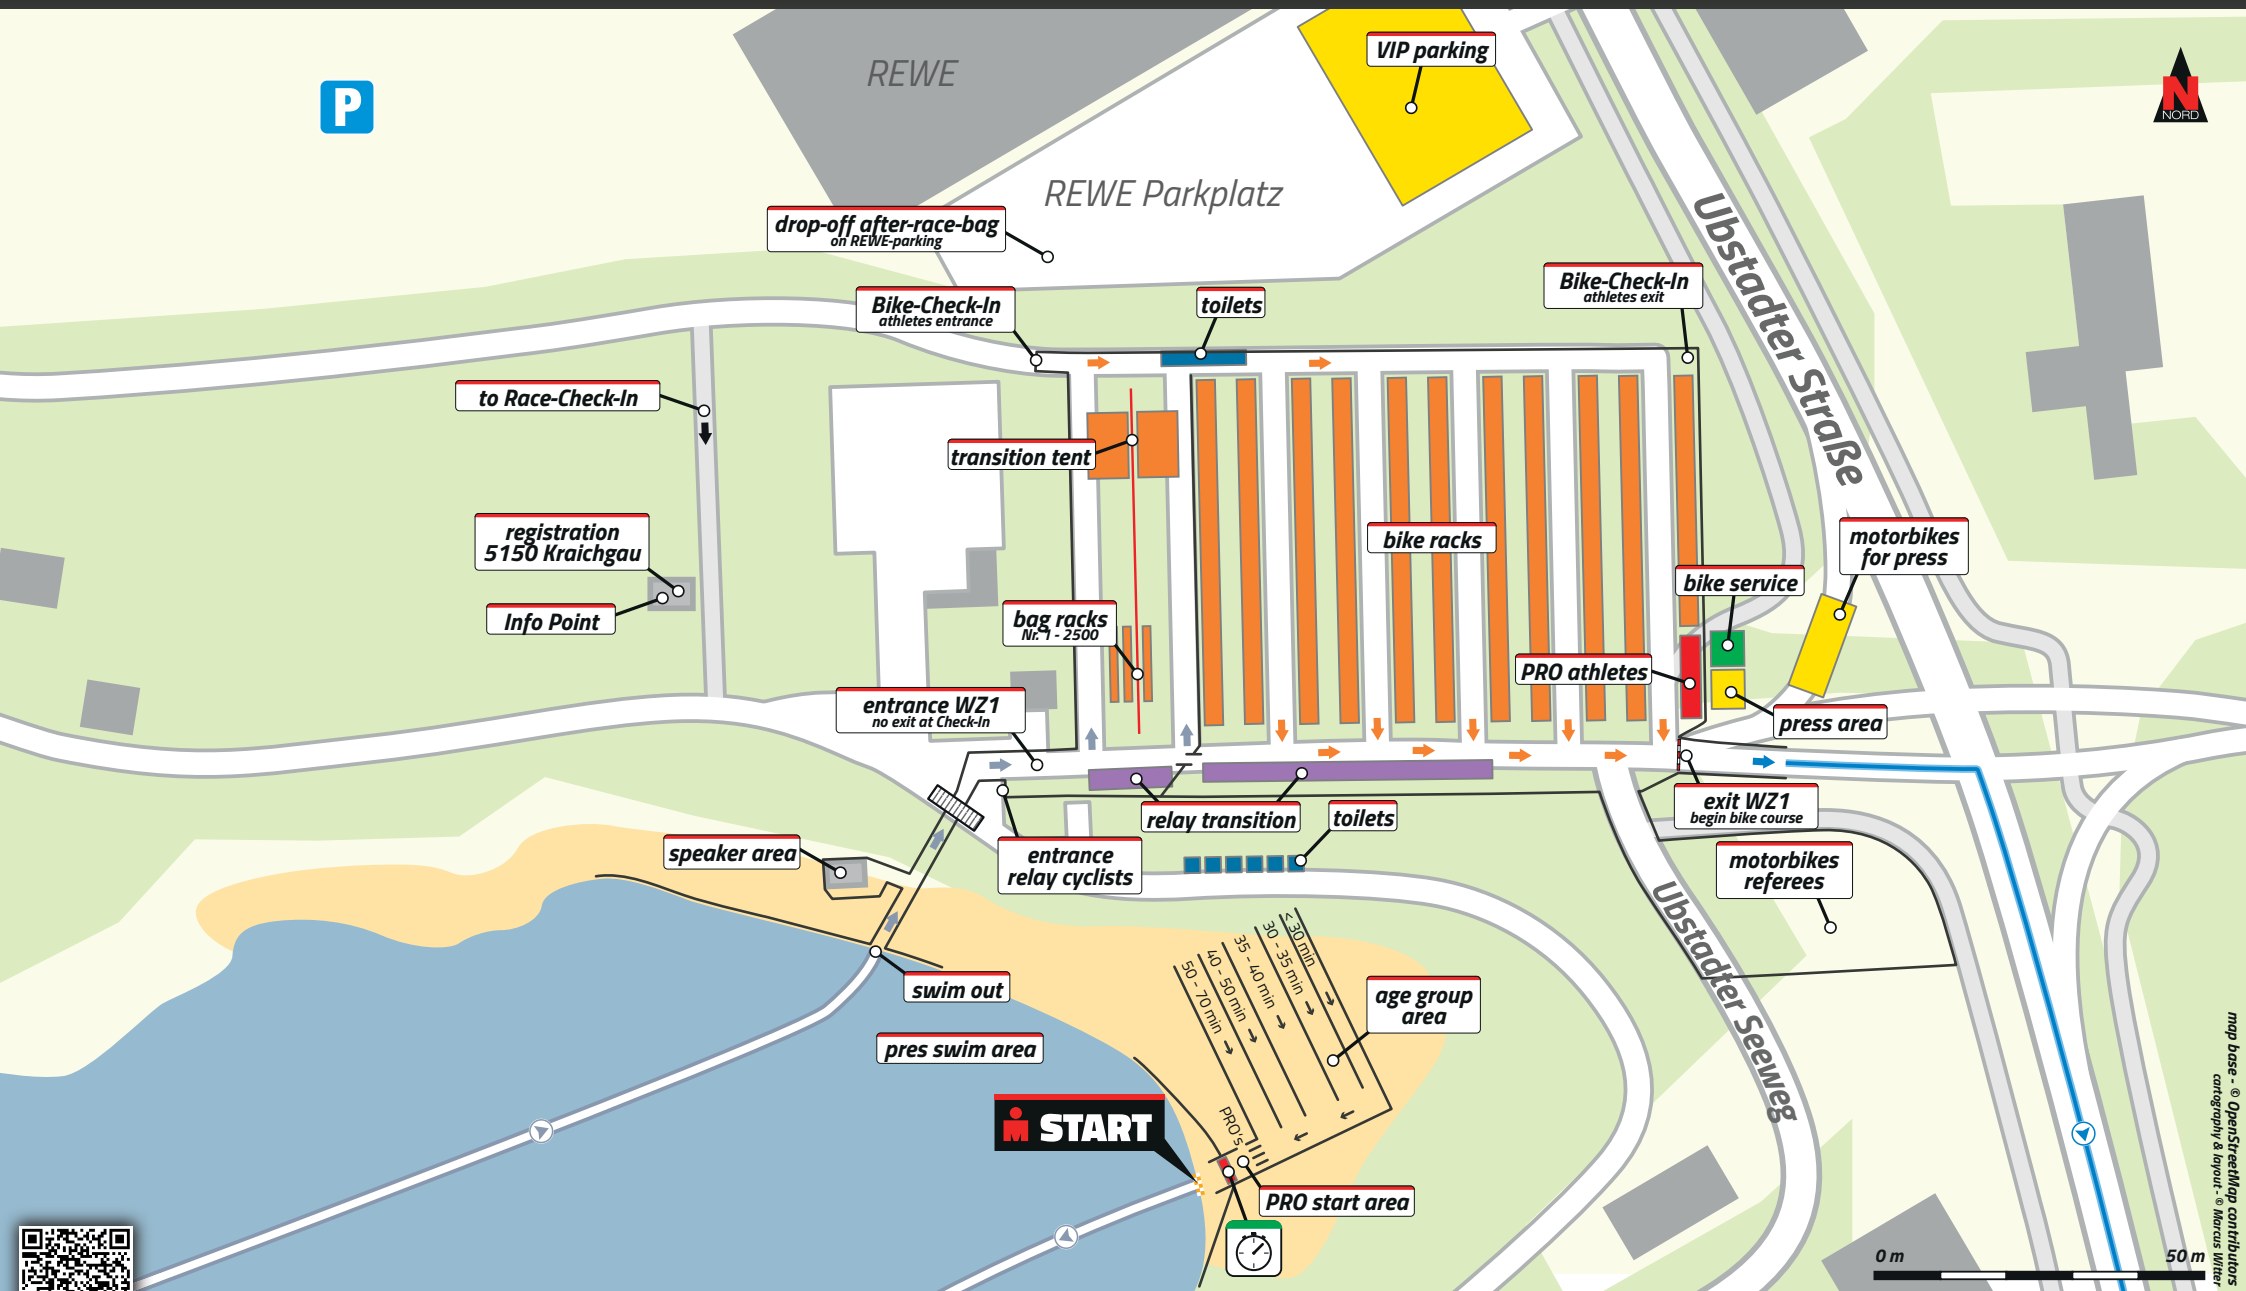 VIP parking
P
REWE
N
NORD
REWE Parkplatz
drop-off after-race-bag
on REWE-parking
Ubstadter Straße
Bike-Check-In
athletes entrance
toilets
Bike-Check-In
athletes exit
to Race-Check-In
transition tent
registration
5150 Kraichgau
Info Point
bike racks
motorbikes
for press
bike service
bag racks
Nr. 1 - 2500
PRO athletes
press area
entrance WZ1
no exit at Check-In
relay transition
toilets
exit WZ1
begin bike course
speaker area
entrance
relay cyclists
motorbikes
referees
Ubstadter Seeweg
swim out
50 - 70 min
40 - 50 min
35 - 40 min
30 - 35 min
< 30 min
age group
area
pres swim area
START
PRO's
PRO start area
0 m
50 m
map base - © OpenStreetMap contributors
cartography & layout - © Marcus Witter